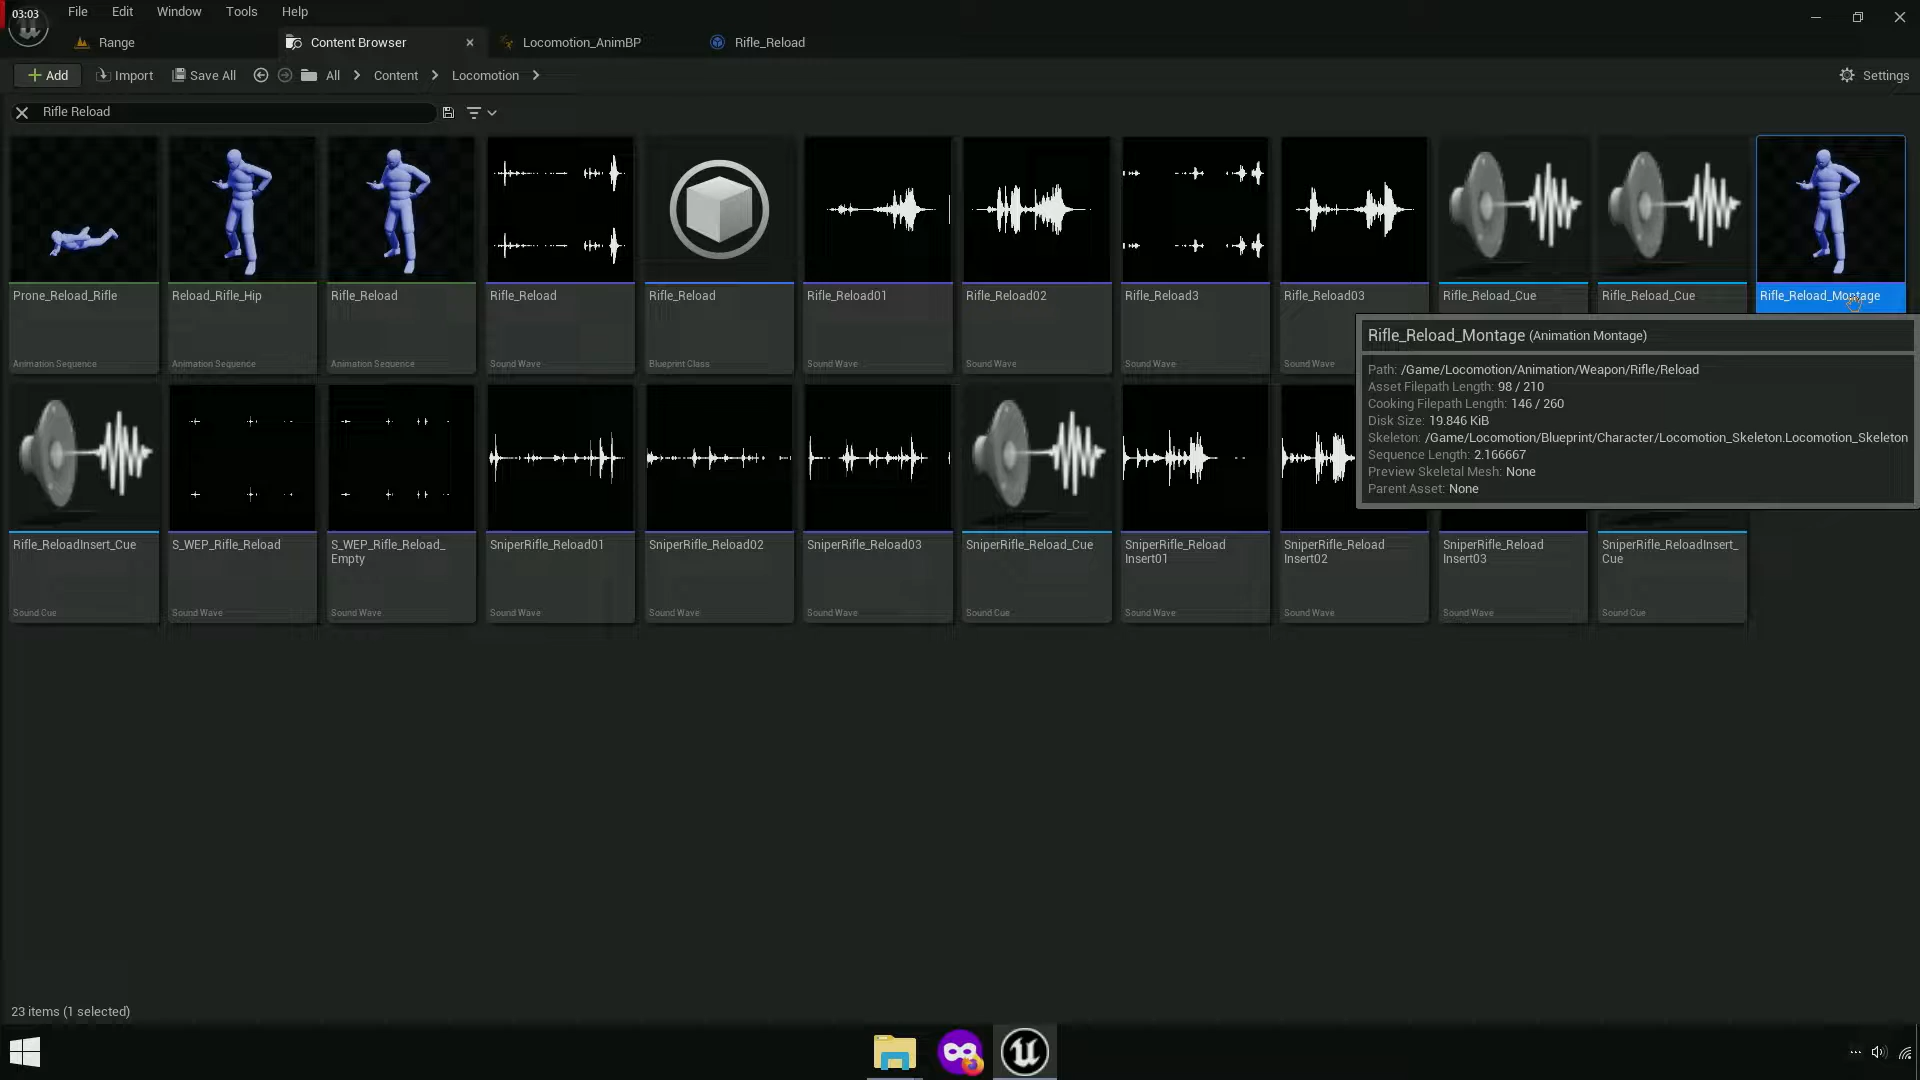 03:03
File Edit Window Tools Help
Range Content Browser Locomotion_AnimBP Rifle_Reload
Add Import Save All All Content Locomotion Settings
Rifle Reload
Prone_Reload_Rifle Reload_Rifle_Hip Rifle_Reload Rifle_Reload Rifle_Reload Rifle_Reload01 Rifle_Reload02 Rifle_Reload3 Rifle_Reload03 Rifle_Reload_Cue Rifle_Reload_Cue Rifle_Reload_Montage
Animation Sequence Animation Sequence Animation Sequence Sound Wave Blueprint Class Sound Wave Sound Wave Sound Wave Sound Wave
Rifle_Reload_Montage (Animation Montage)
Path: /Game/Locomotion/Animation/Weapon/Rifle/Reload
Asset Filepath Length: 98 / 210
Cooking Filepath Length: 146 / 260
Disk Size: 19.846 KiB
Skeleton: /Game/Locomotion/Blueprint/Character/Locomotion_Skeleton.Locomotion_Skeleton
Sequence Length: 2.166667
Preview Skeletal Mesh: None
Parent Asset: None
Rifle_ReloadInsert_Cue S_WEP_Rifle_Reload S_WEP_Rifle_Reload_ SniperRifle_Reload01 SniperRifle_Reload02 SniperRifle_Reload03 SniperRifle_Reload_Cue SniperRifle_Reload SniperRifle_Reload SniperRifle_Reload SniperRifle_ReloadInsert_
Empty Insert01 Insert02 Insert03 Cue
Sound Cue Sound Wave Sound Wave Sound Wave Sound Wave Sound Wave Sound Cue Sound Wave Sound Wave Sound Wave Sound Cue
23 items (1 selected)